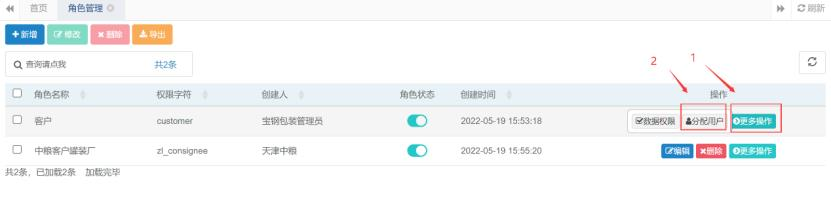 首页 角色管理 刷新
+新增 修改 ×删除 导出
查询请点我 共2条
2 1
角色名称 权限字符 创建人 角色状态 创建时间 操作
客户 customer 宝钢包装管理员 2022-05-19 15:53:18 数据权限 分配用户 更多操作
中粮客户罐装厂 zl_consignee 天津中粮 2022-05-19 15:55:20 编辑 ×删除 更多操作
共2条，已加载2条 加载完毕